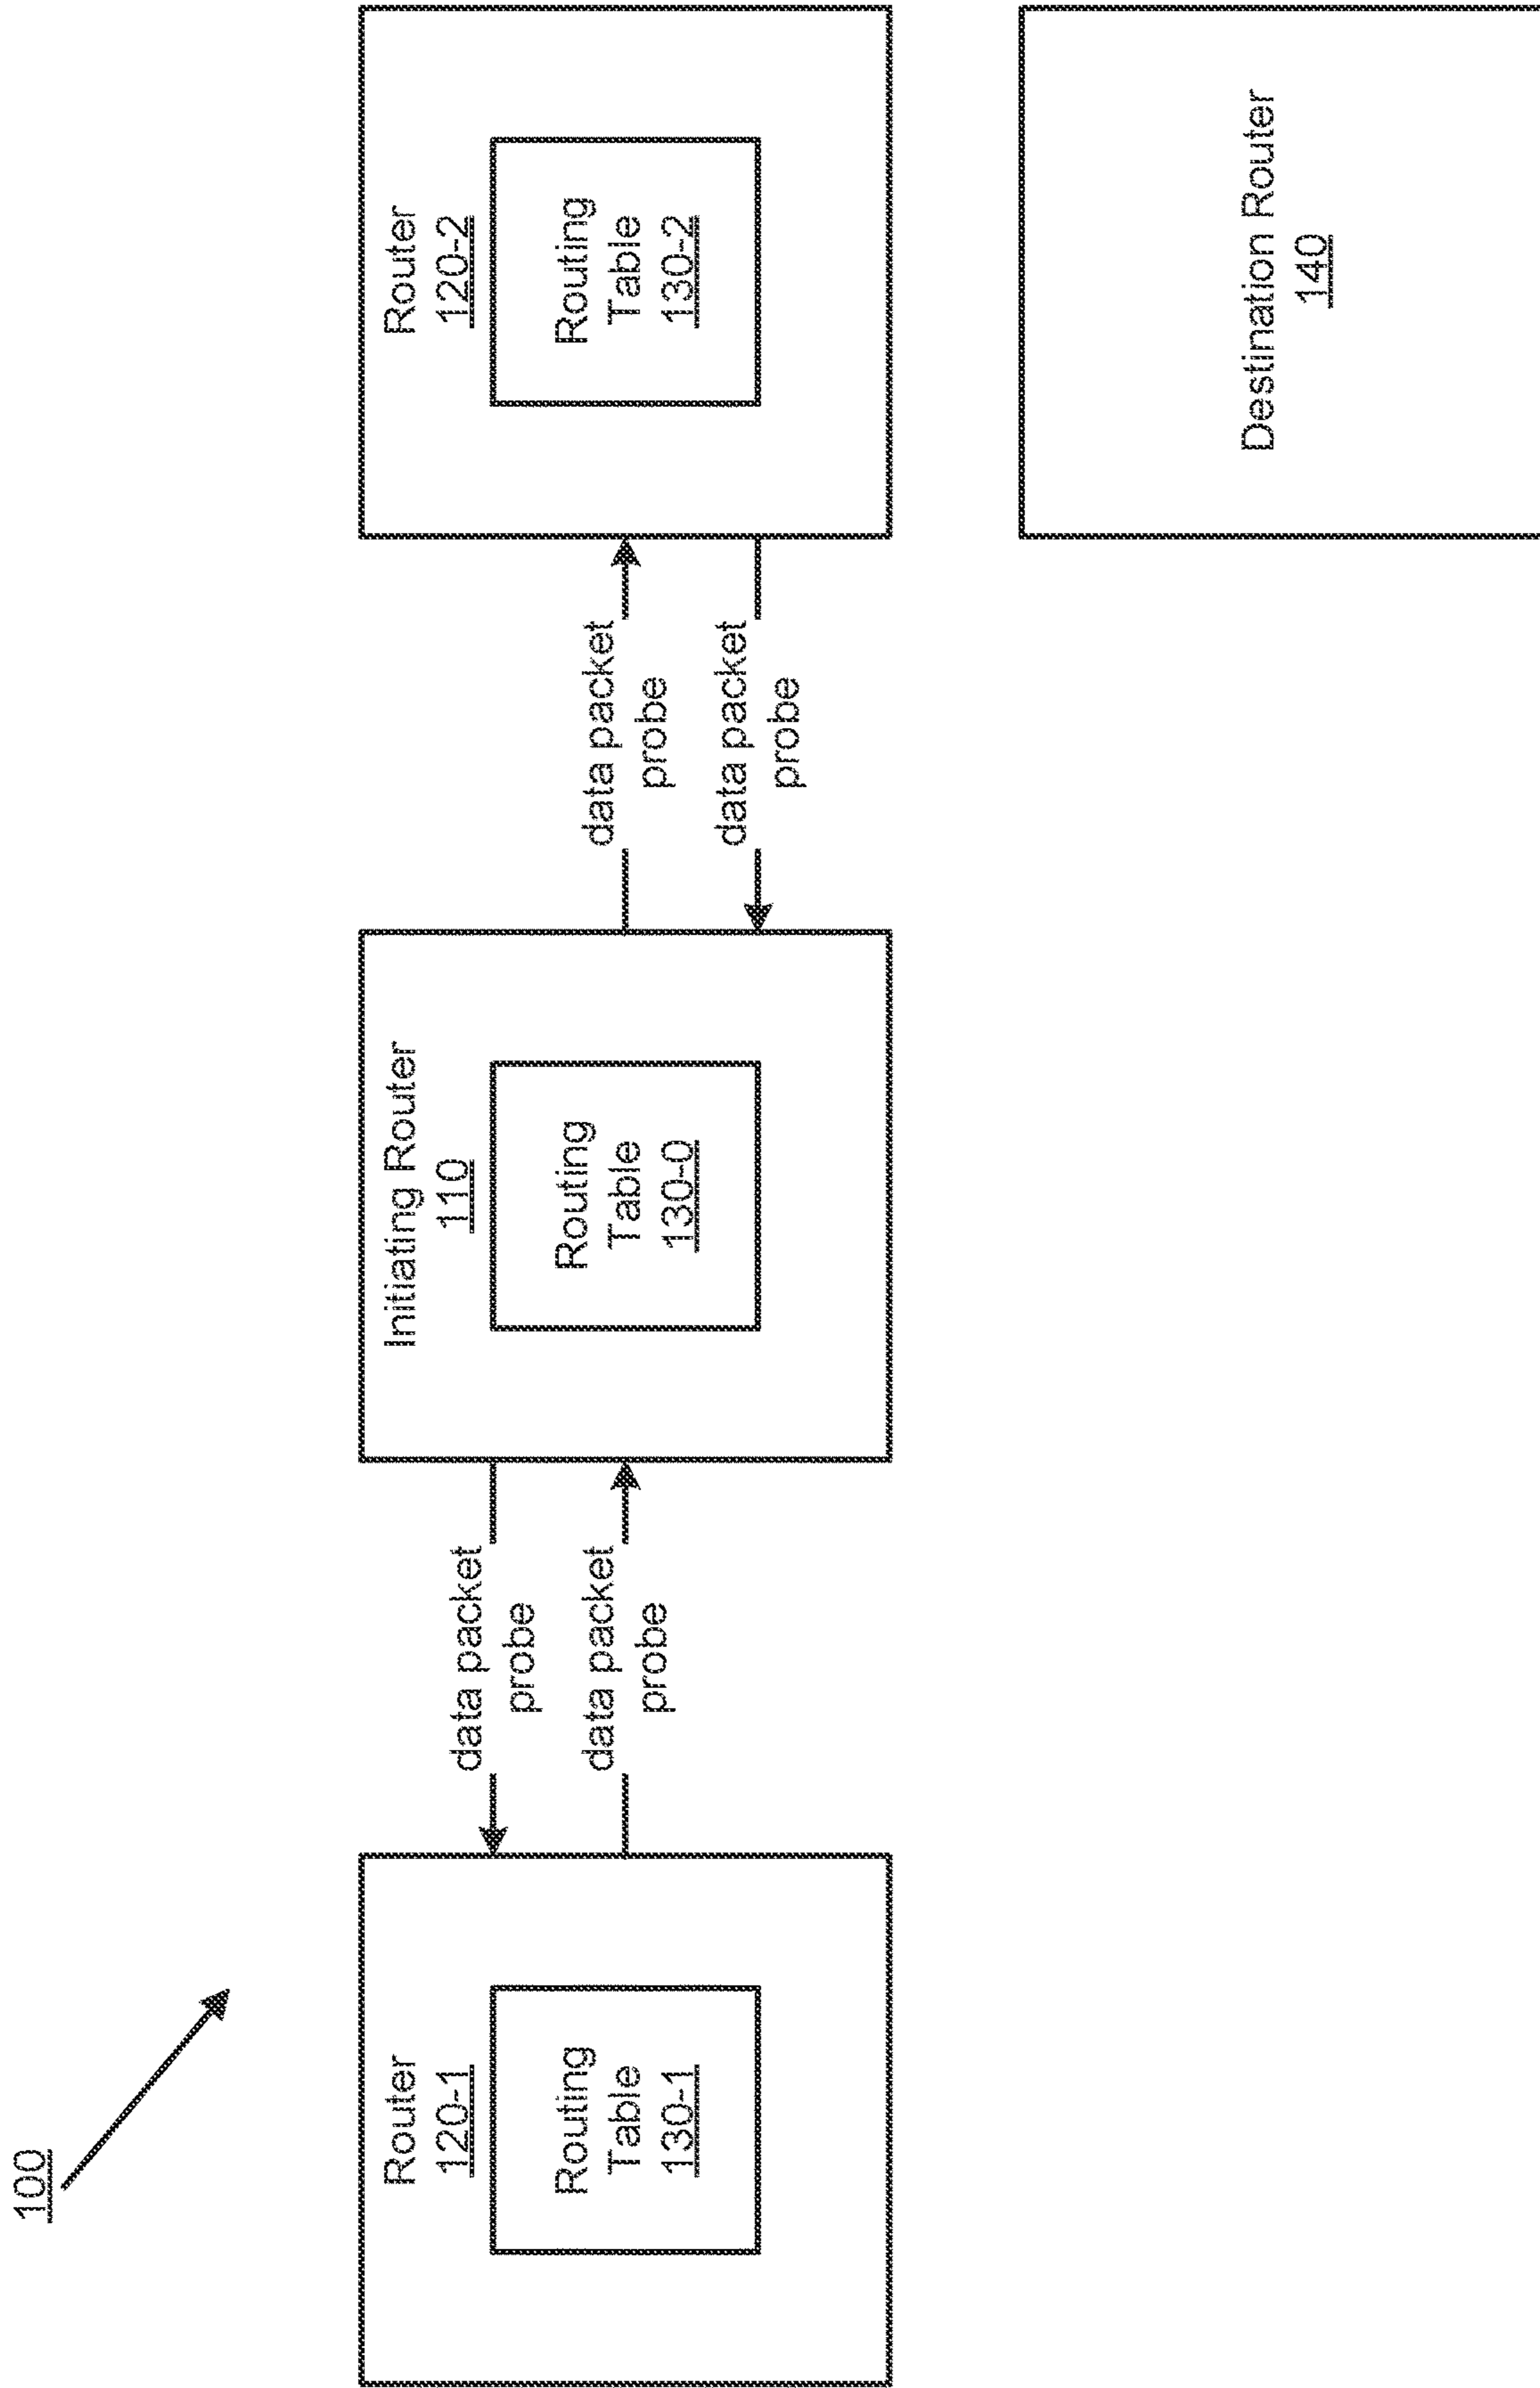 100
Router
120-1
Routing
Table
130-1
data packet
probe
data packet
probe
Initiating Router
110
Routing
Table
130-0
data packet
probe
data packet
probe
Router
120-2
Routing
Table
130-2
Destination Router
140